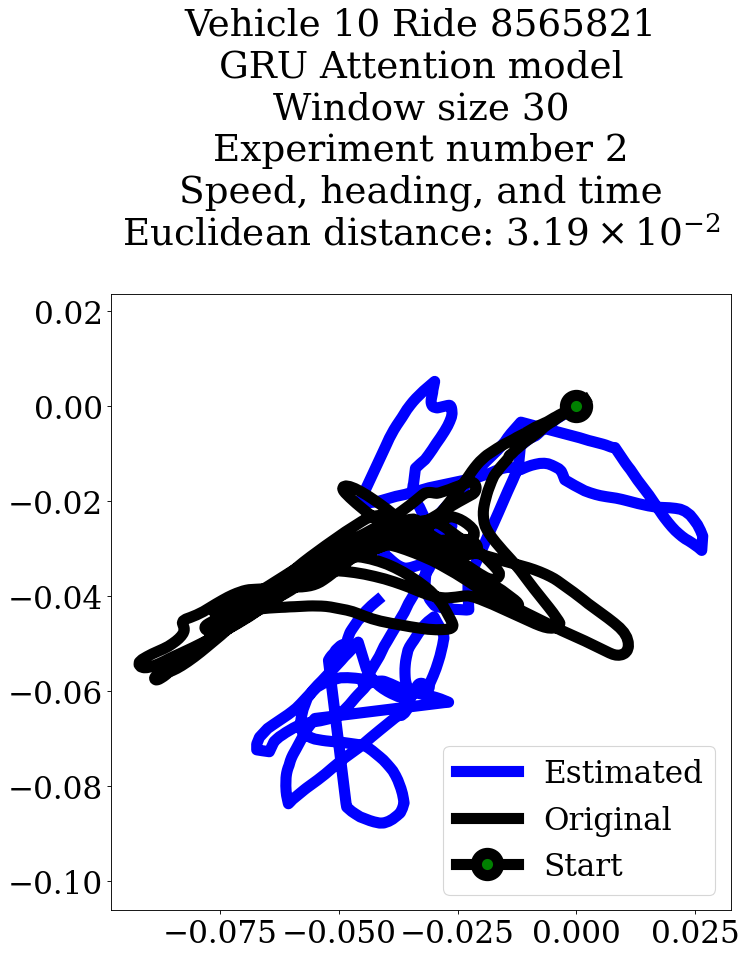 Vehicle 10 Ride 8565821
GRU Attention model
Window size 30
Experiment number 2
Speed, heading, and time
Euclidean distance: 3.19 × 10⁻²
0.02
0.00
−0.02
−0.04
−0.06
−0.08
−0.10
Estimated
Original
Start
−0.075 −0.050 −0.025 0.000 0.025